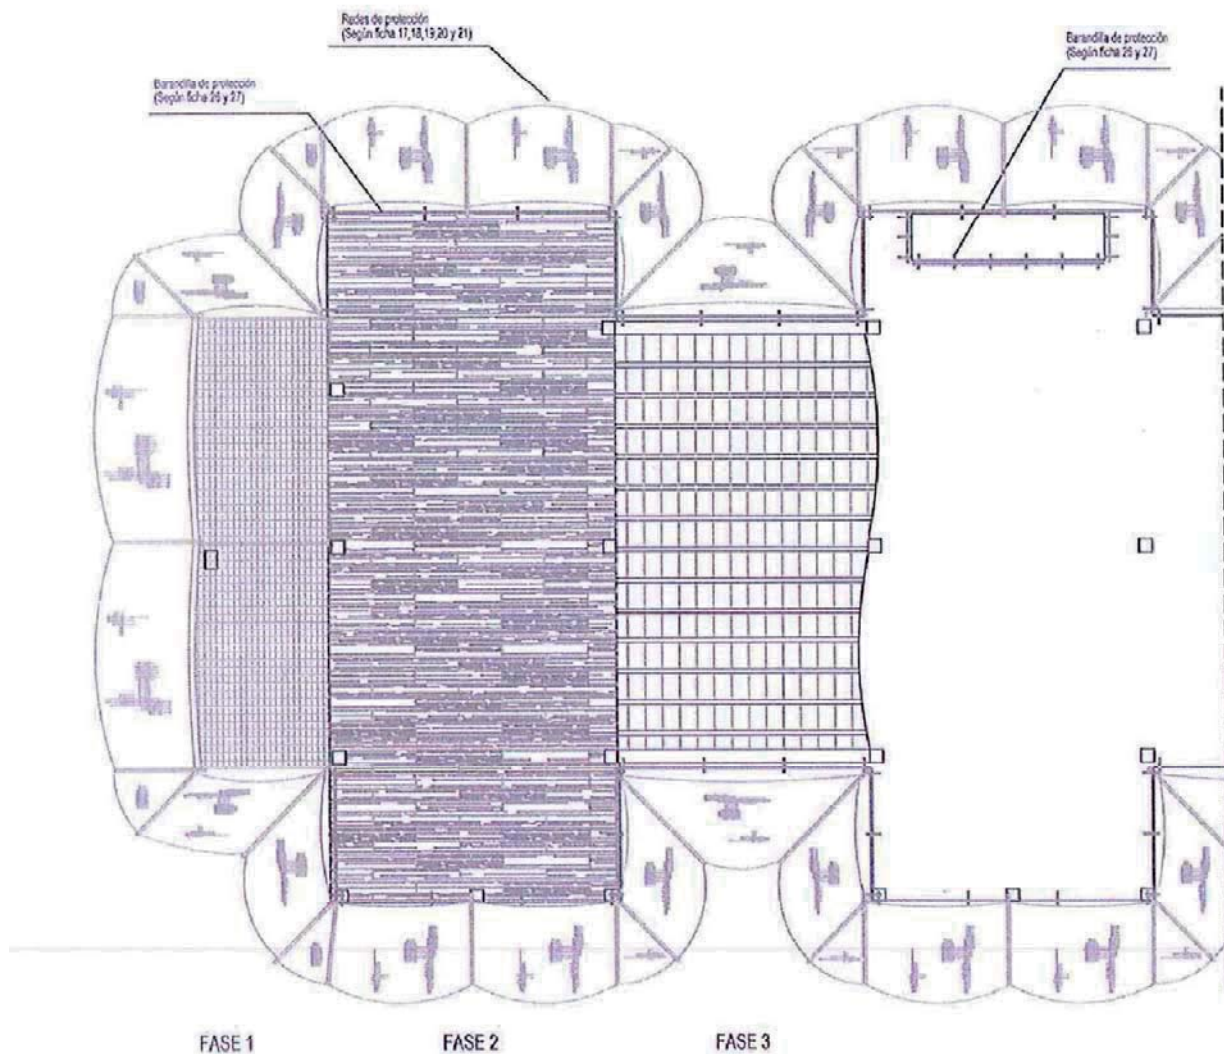 Redes de protección
(Según ficha 17,18,19,20 y 21)
Barandilla de protección
(Según ficha 26 y 27)
Barandilla de protección
(Según ficha 26 y 27)
FASE 1
FASE 2
FASE 3